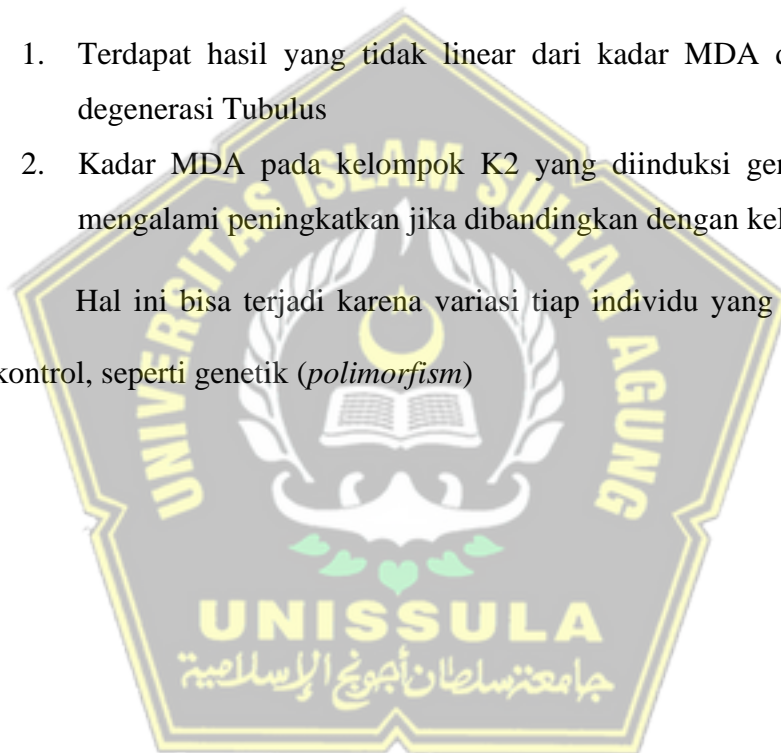 1. Terdapat hasil yang tidak linear dari kadar MDA
degenerasi Tubulus
2. Kadar MDA pada kelompok K2 yang diinduksi
mengalami peningkatkan jika dibandingkan dengan
Hal ini bisa terjadi karena variasi tiap individu yang
kontrol, seperti genetik (polimorfism)
UNIVERSITAS ISLAM SULTAN AGUNG
UNISSULA
جامعتسلطان أجونج الإسلامية